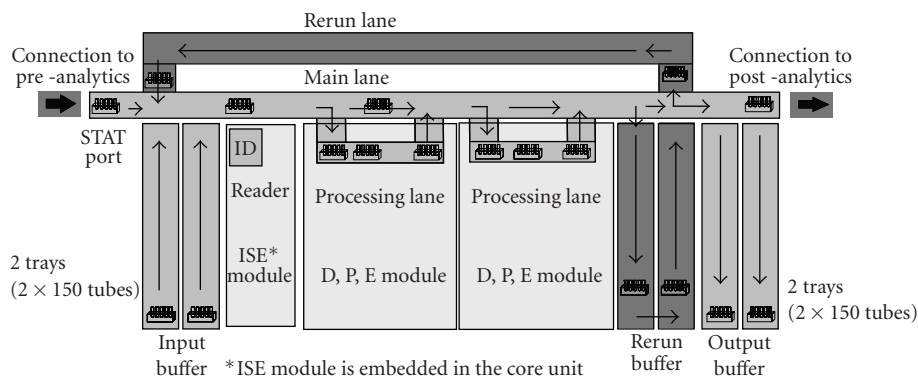 Rerun lane
Connection to
pre -analytics
Main lane
Connection to
post -analytics
STAT
port
ID
Reader
ISE*
module
Processing lane
D, P, E module
Processing lane
D, P, E module
2 trays
(2 × 150 tubes)
2 trays
(2 × 150 tubes)
Input
buffer
*ISE module is embedded in the core unit
Rerun
buffer
Output
buffer